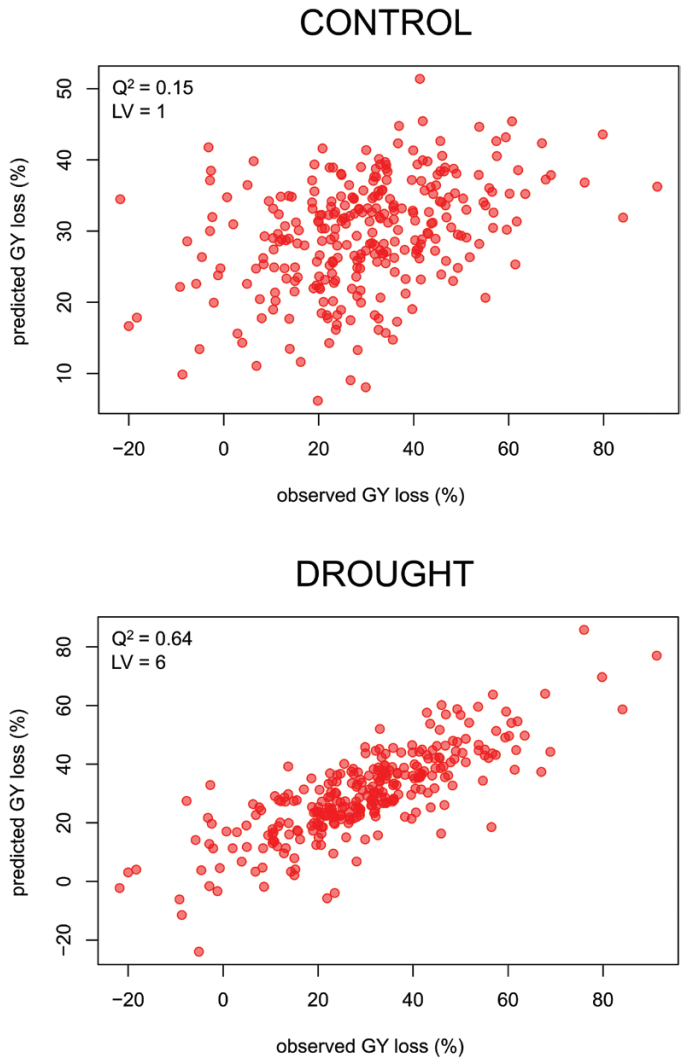 CONTROL
Q² = 0.15
LV = 1
50
40
30
20
10
predicted GY loss (%)
−20 0 20 40 60 80
observed GY loss (%)
DROUGHT
Q² = 0.64
LV = 6
80
60
40
20
0
−20
predicted GY loss (%)
−20 0 20 40 60 80
observed GY loss (%)